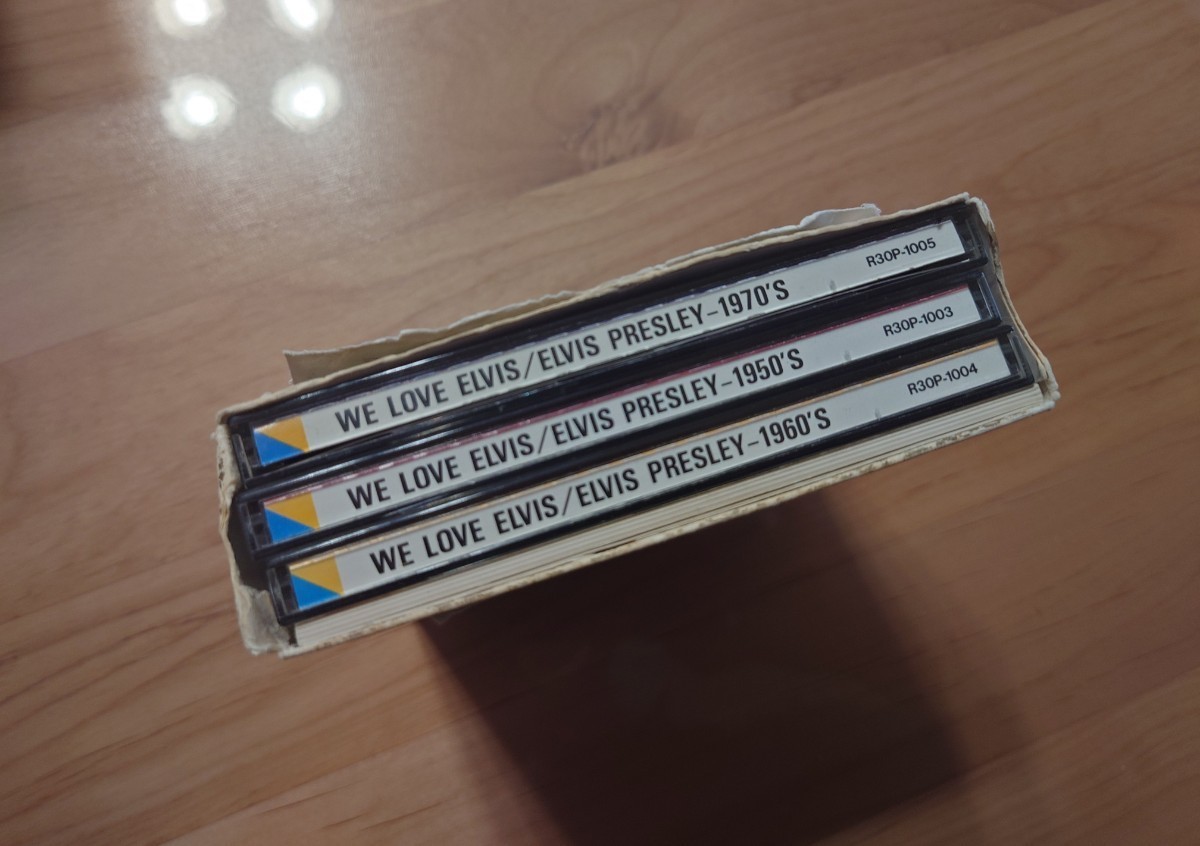 WE LOVE ELVIS/ELVIS PRESLEY–1970'S R30P-1005
WE LOVE ELVIS/ELVIS PRESLEY–1950'S R30P-1003
WE LOVE ELVIS/ELVIS PRESLEY–1960'S R30P-1004